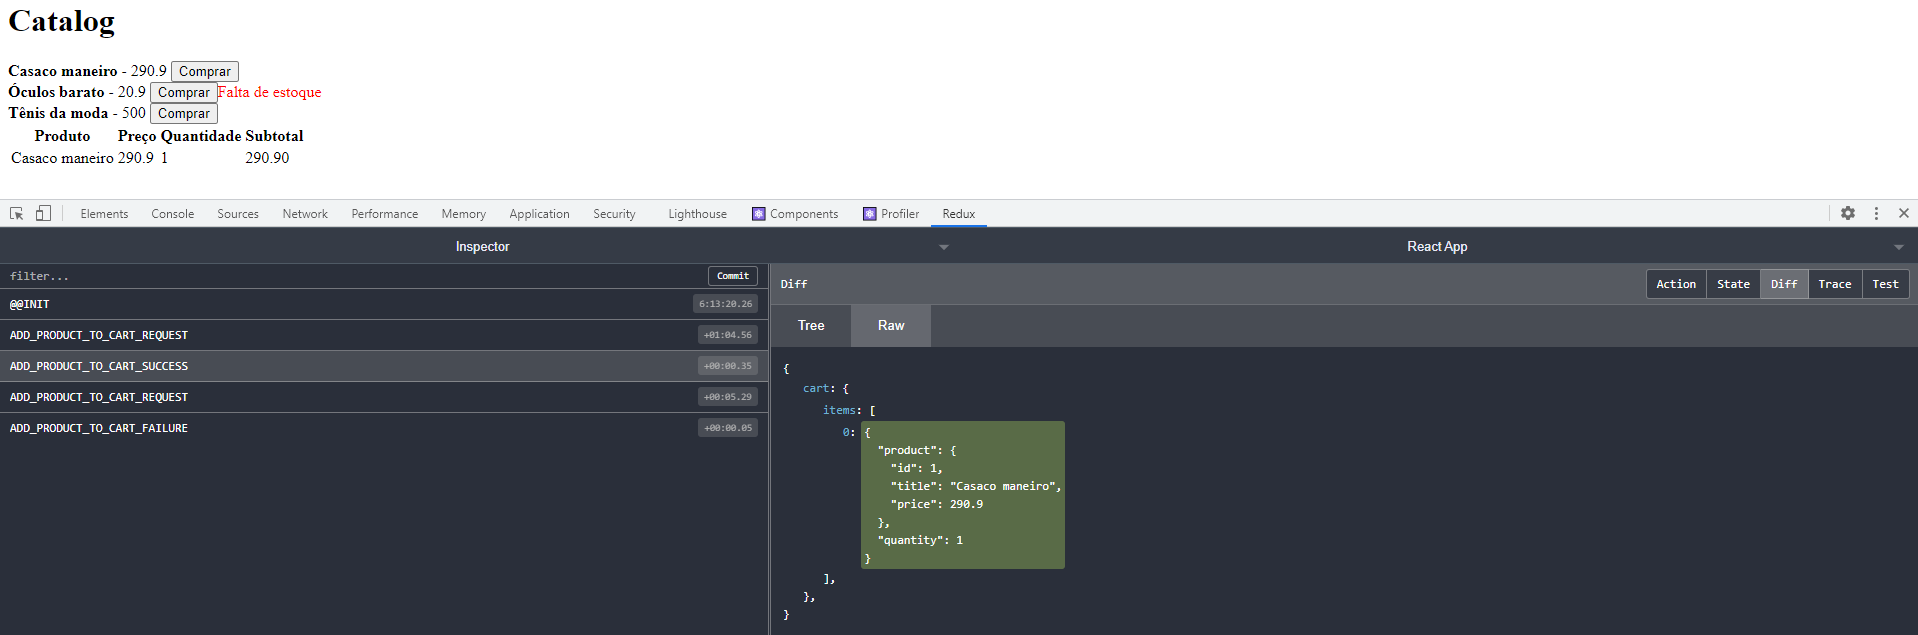 Catalog
Casaco maneiro - 290.9 Comprar
Óculos barato - 20.9 Comprar Falta de estoque
Tênis da moda - 500 Comprar
Produto Preço Quantidade Subtotal
Casaco maneiro 290.9 1 290.90
Elements Console Sources Network Performance Memory Application Security Lighthouse Components Profiler Redux
Inspector React App
filter... Commit
@@INIT 6:13:20.26
ADD_PRODUCT_TO_CART_REQUEST +01:04.56
ADD_PRODUCT_TO_CART_SUCCESS +00:00.35
ADD_PRODUCT_TO_CART_REQUEST +00:05.29
ADD_PRODUCT_TO_CART_FAILURE +00:00.05
Diff Action State Diff Trace Test
Tree Raw
{
cart: {
items: [
0: {
"product": {
"id": 1,
"title": "Casaco maneiro",
"price": 290.9
},
"quantity": 1
}
],
},
}